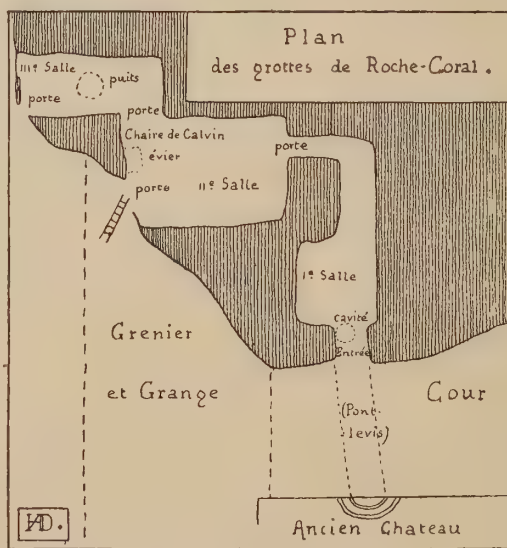 Plan
des grottes de Roche-Coral.
IIIe Salle
puits
porte
porte
Chaire de Calvin
évier
porte
porte
IIe Salle
Ie Salle
Cavité
Entrée
Grenier
et Grange
(Pont-
levis)
Cour
Ancien Chateau
HD.